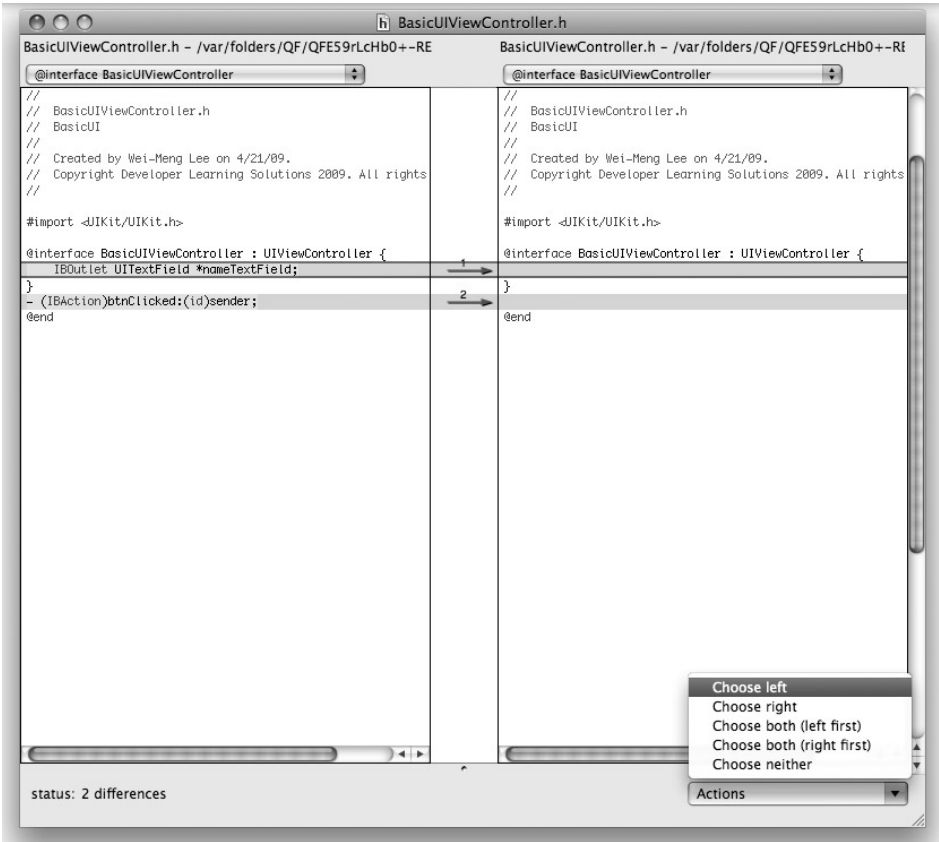 BasicUIViewController.h
BasicUIViewController.h – /var/folders/QF/QFE59rLcHb0+–RE
BasicUIViewController.h – /var/folders/QF/QFE59rLcHb0+–RE
@interface BasicUIViewController
@interface BasicUIViewController
//
//  BasicUIViewController.h
//  BasicUI
//
//  Created by Wei-Meng Lee on 4/21/09.
//  Copyright Developer Learning Solutions 2009. All rights
//
#import <UIKit/UIKit.h>
@interface BasicUIViewController : UIViewController {
IBOutlet UITextField *nameTextField;
}
- (IBAction)btnClicked:(id)sender;
@end
1
2
//
//  BasicUIViewController.h
//  BasicUI
//
//  Created by Wei-Meng Lee on 4/21/09.
//  Copyright Developer Learning Solutions 2009. All rights
//
#import <UIKit/UIKit.h>
@interface BasicUIViewController : UIViewController {
}
@end
Choose left
Choose right
Choose both (left first)
Choose both (right first)
Choose neither
status: 2 differences
Actions